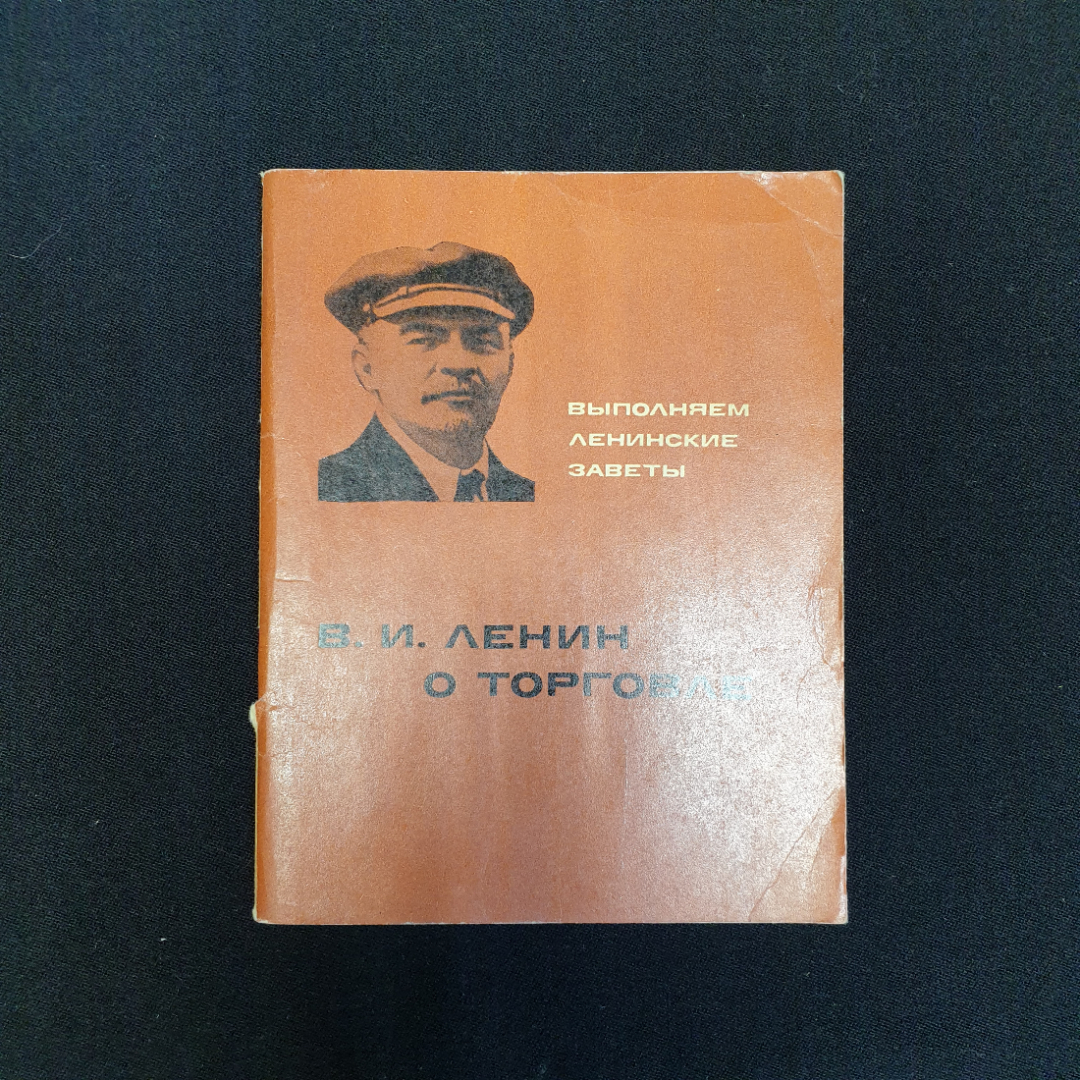 ВЫПОЛНЯЕМ
ЛЕНИНСКИЕ
ЗАВЕТЫ
В. И. ЛЕНИН
О ТОРГОВЛЕ